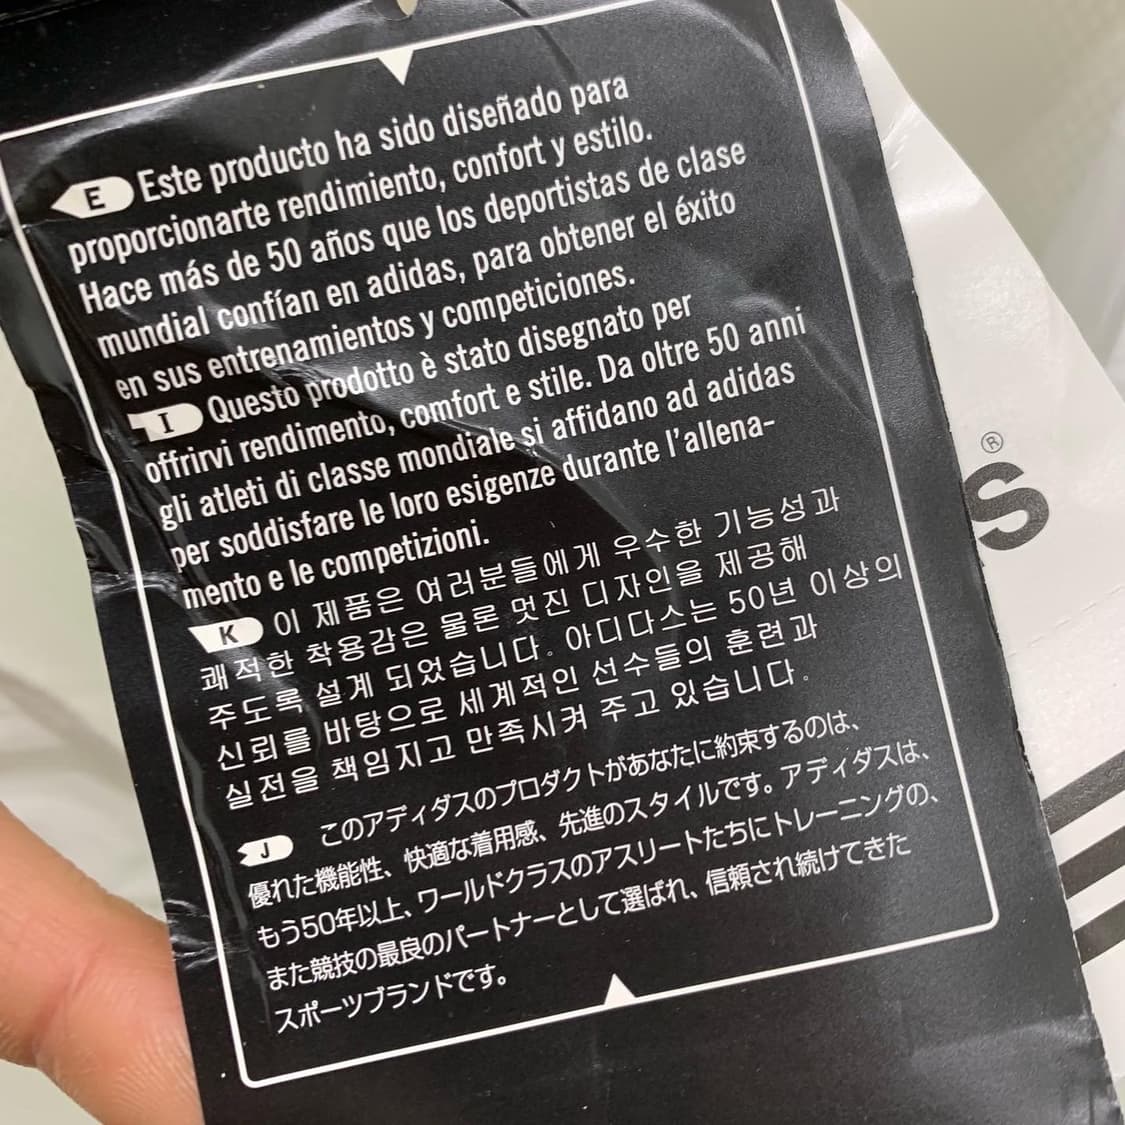 E Este producto ha sido diseñado para
proporcionarte rendimiento, confort y estilo.
Hace más de 50 años que los deportistas de clase
mundial confían en adidas, para obtener el éxito
en sus entrenamientos y competiciones.
I Questo prodotto è stato disegnato per
offrirvi rendimento, comfort e stile. Da oltre 50 anni
gli atleti di classe mondiale si affidano ad adidas
per soddisfare le loro esigenze durante l'allena-
mento e le competizioni.
K 이 제품은 여러분들에게 우수한 기능성과
쾌적한 착용감은 물론 멋진 디자인을 제공해
주도록 설계 되었습니다. 아디다스는 50년 이상의
신뢰를 바탕으로 세계적인 선수들의 훈련과
실전을 책임지고 만족시켜 주고 있습니다.
J このアディダスのプロダクトがあなたに約束するのは、
優れた機能性、快適な着用感、先進のスタイルです。アディダスは、
もう50年以上、ワールドクラスのアスリートたちにトレーニングの、
また競技の最良のパートナーとして選ばれ、信頼され続けてきた
スポーツブランドです。
s®